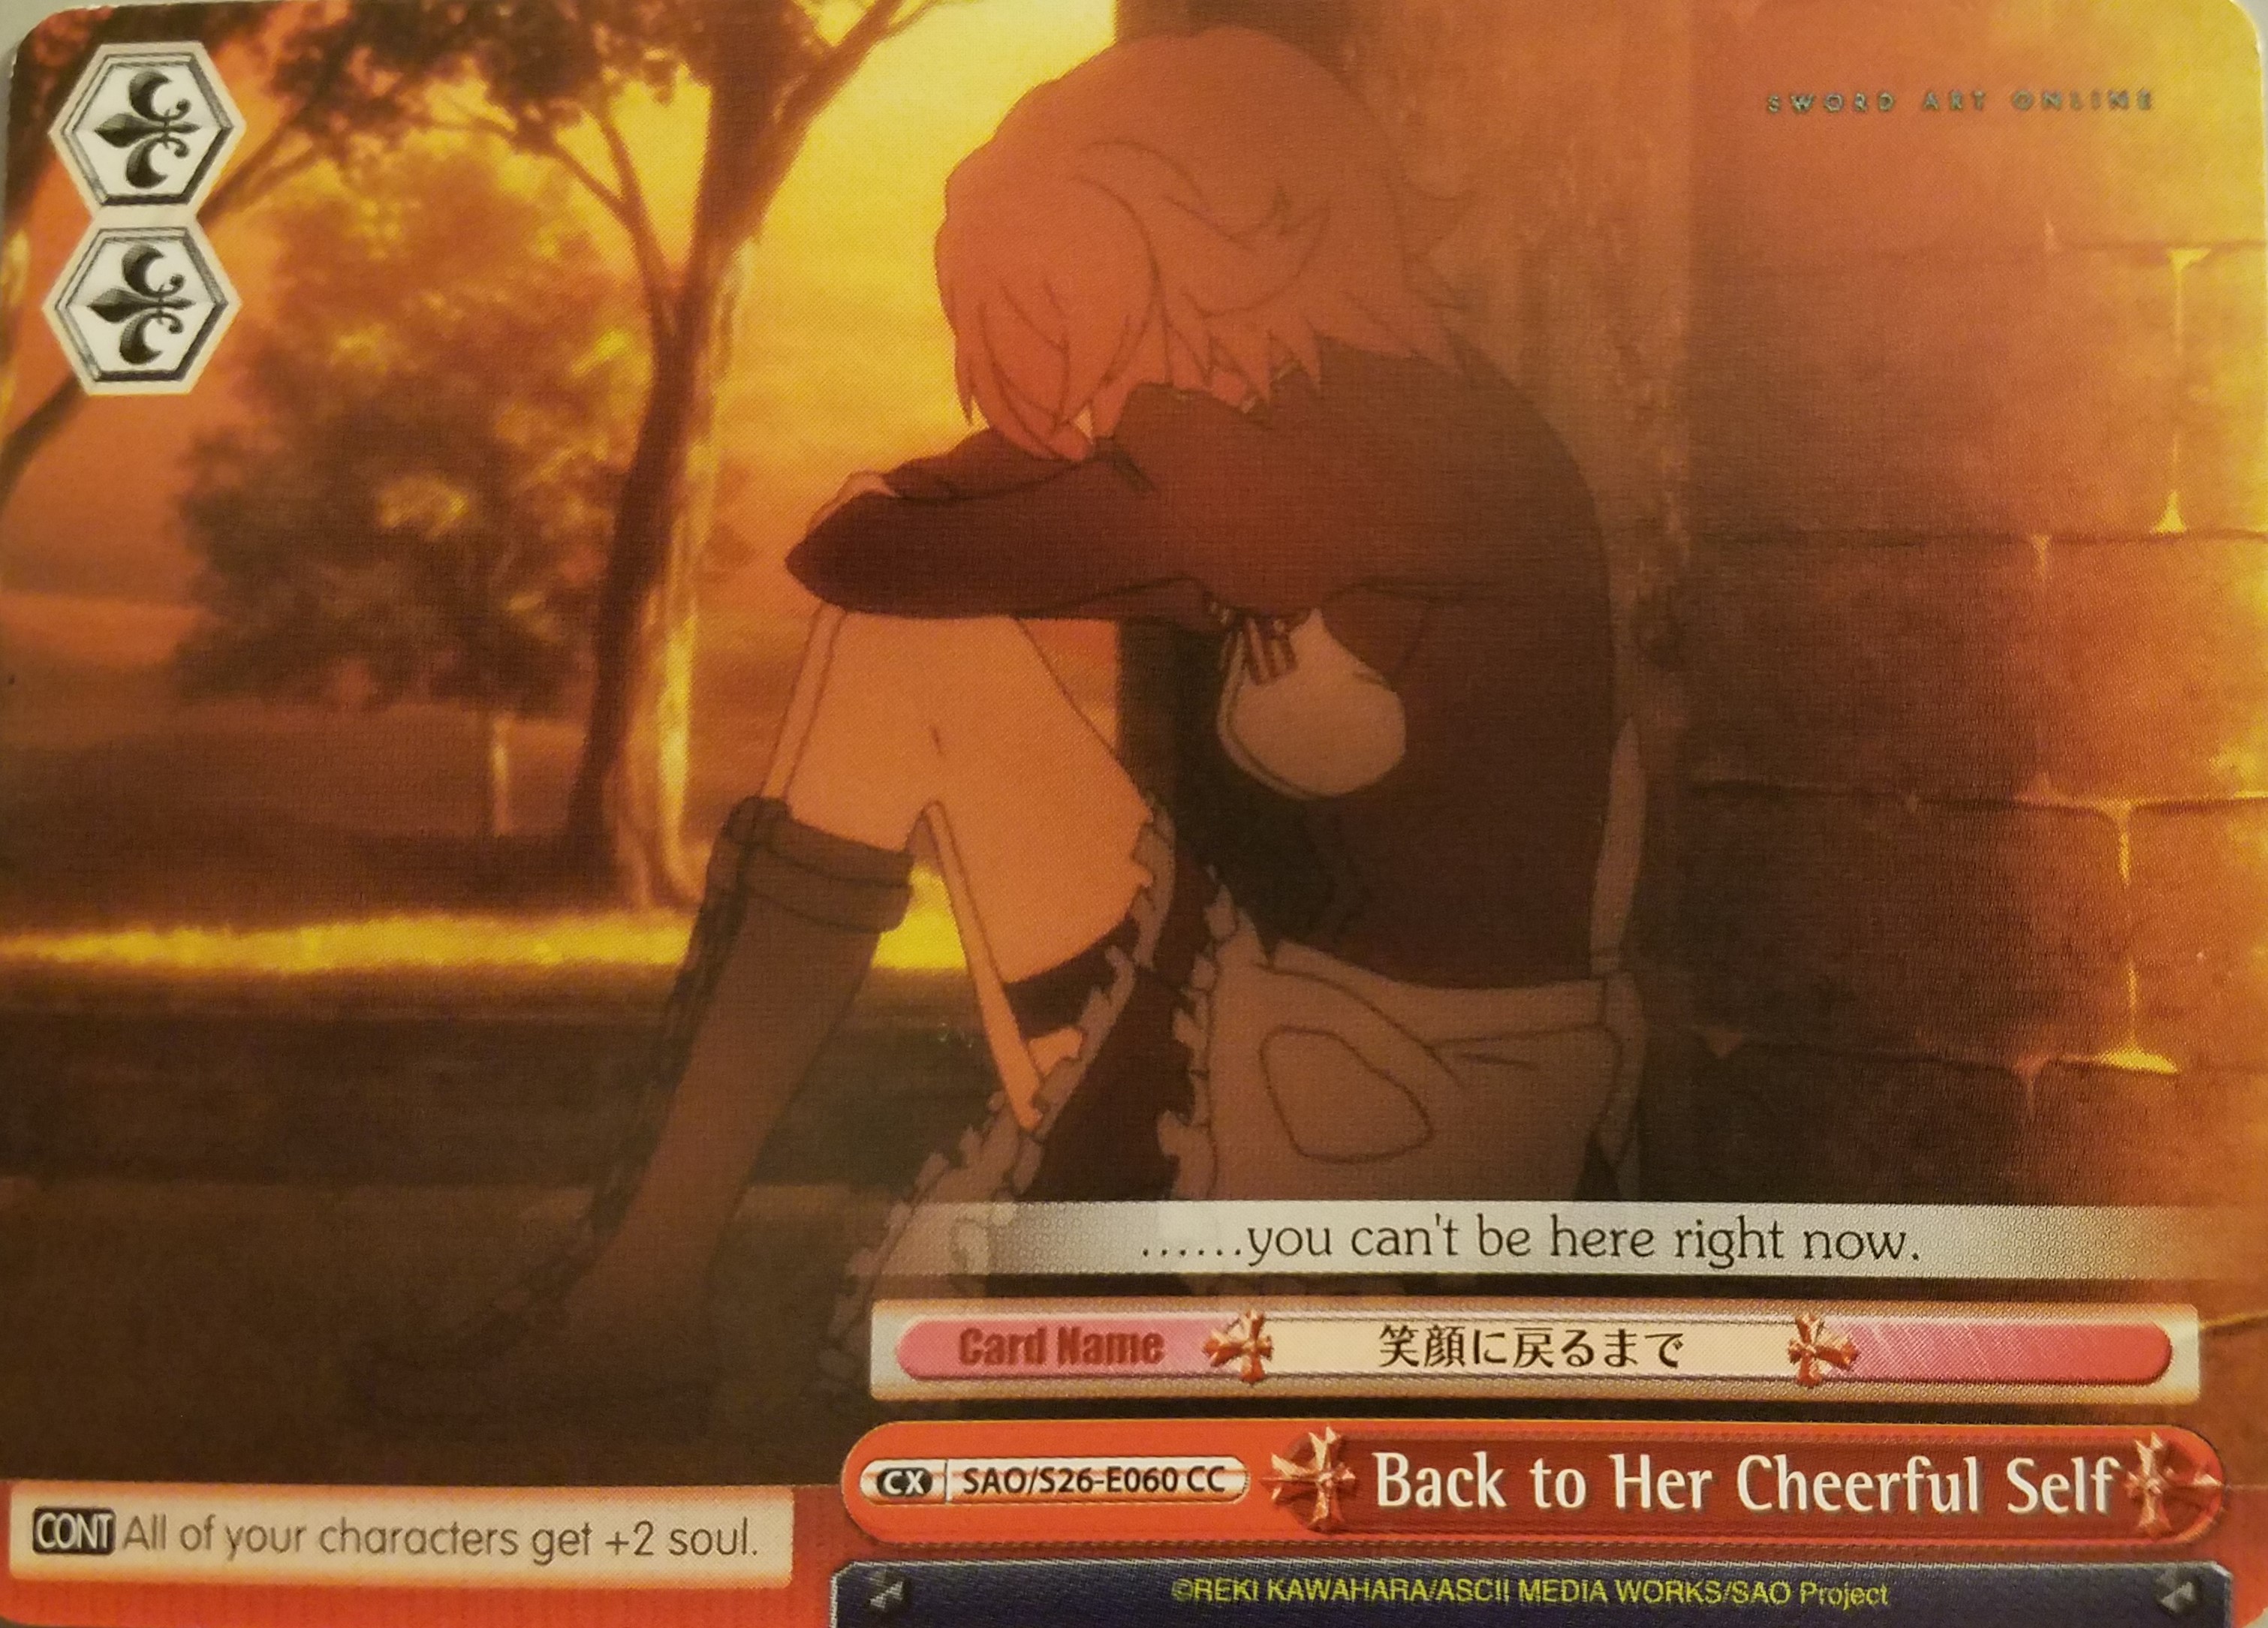 SWORD ART ONLINE
......you can't be here right now.
Card Name 笑顔に戻るまで
CX SAO/S26-E060 CC Back to Her Cheerful Self
CONT All of your characters get +2 soul.
©REKI KAWAHARA/ASCII MEDIA WORKS/SAO Project